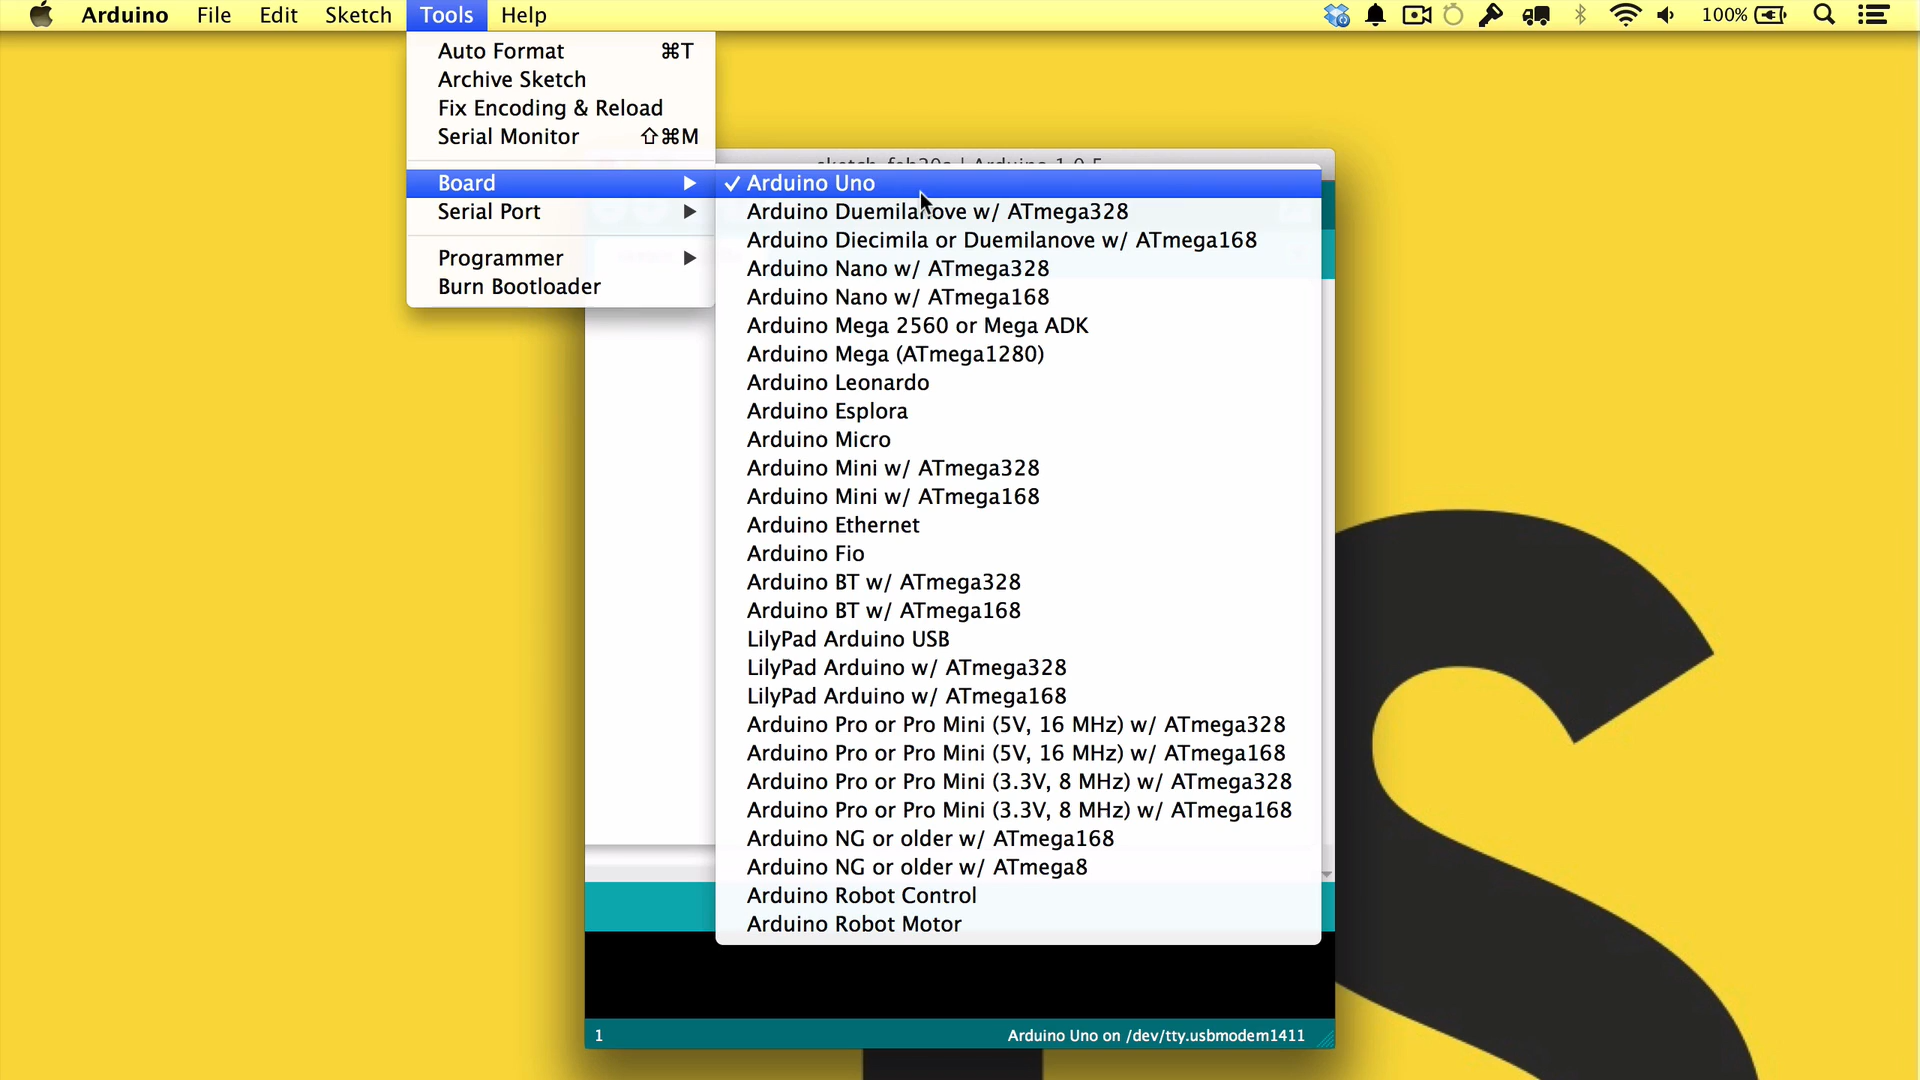 Arduino File Edit Sketch Tools Help 100%
Auto Format ⌘T
Archive Sketch
Fix Encoding & Reload
Serial Monitor ⇧⌘M
Board
Serial Port
Programmer
Burn Bootloader
✓ Arduino Uno
Arduino Duemilanove w/ ATmega328
Arduino Diecimila or Duemilanove w/ ATmega168
Arduino Nano w/ ATmega328
Arduino Nano w/ ATmega168
Arduino Mega 2560 or Mega ADK
Arduino Mega (ATmega1280)
Arduino Leonardo
Arduino Esplora
Arduino Micro
Arduino Mini w/ ATmega328
Arduino Mini w/ ATmega168
Arduino Ethernet
Arduino Fio
Arduino BT w/ ATmega328
Arduino BT w/ ATmega168
LilyPad Arduino USB
LilyPad Arduino w/ ATmega328
LilyPad Arduino w/ ATmega168
Arduino Pro or Pro Mini (5V, 16 MHz) w/ ATmega328
Arduino Pro or Pro Mini (5V, 16 MHz) w/ ATmega168
Arduino Pro or Pro Mini (3.3V, 8 MHz) w/ ATmega328
Arduino Pro or Pro Mini (3.3V, 8 MHz) w/ ATmega168
Arduino NG or older w/ ATmega168
Arduino NG or older w/ ATmega8
Arduino Robot Control
Arduino Robot Motor
1 Arduino Uno on /dev/tty.usbmodem1411